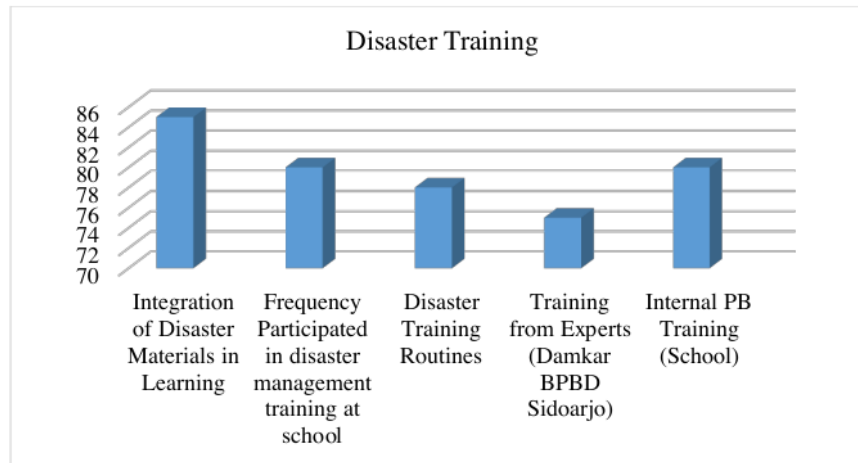 Disaster Training
86
84
82
80
78
76
74
72
70
Integration
of Disaster
Materials in
Learning
Frequency
Participated
in disaster
management
training at
school
Disaster
Training
Routines
Training
from Experts
(Damkar
BPBD
Sidoarjo)
Internal PB
Training
(School)